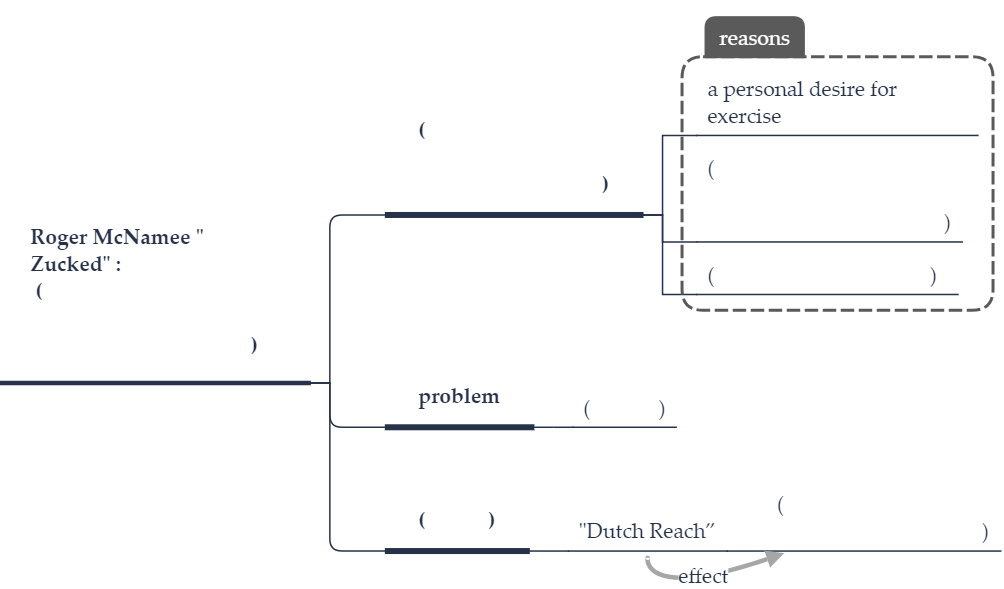 reasons
a personal desire for
exercise
(
)
(
)
( )
Roger McNamee "
Zucked" :
(
)
problem
( )
( )
"Dutch Reach”
(
)
effect